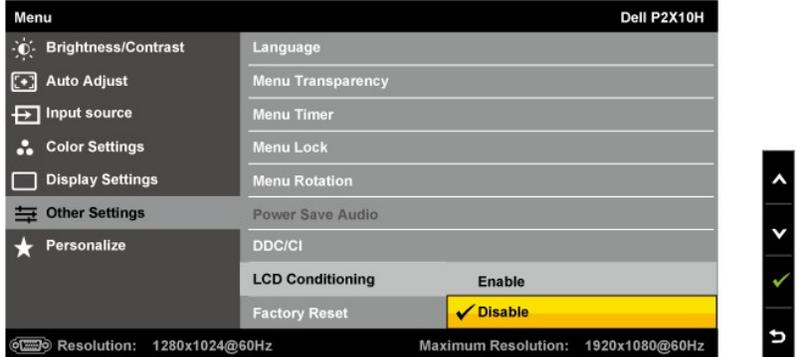 Menu Dell P2X10H
Brightness/Contrast Language
Auto Adjust Menu Transparency
Input source Menu Timer
Color Settings Menu Lock
Display Settings Menu Rotation
Other Settings Power Save Audio
Personalize DDC/CI
LCD Conditioning Enable
Factory Reset Disable
Resolution: 1280x1024@60Hz Maximum Resolution: 1920x1080@60Hz